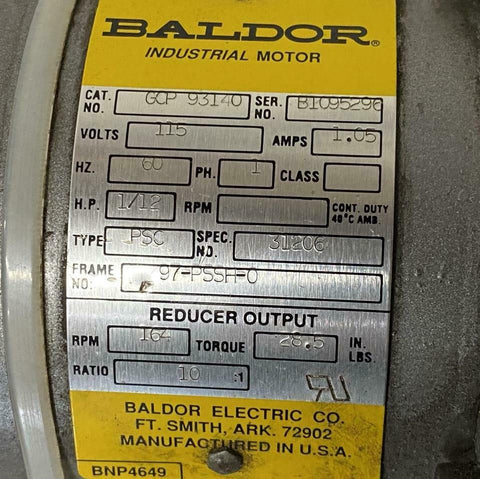 BALDOR®
INDUSTRIAL MOTOR
CAT. NO. GCP 93140 SER. NO. B1095296
VOLTS 115 AMPS 1.05
HZ. 60 PH. 1 CLASS
H.P. 1/12 RPM CONT. DUTY 40°C AMB.
TYPE PSC SPEC. NO. 31206
FRAME NO: 97-PSSH-O
REDUCER OUTPUT
RPM 164 TORQUE 28.5 IN. LBS.
RATIO 10 :1
BALDOR ELECTRIC CO.
FT. SMITH, ARK. 72902
MANUFACTURED IN U.S.A.
BNP4649